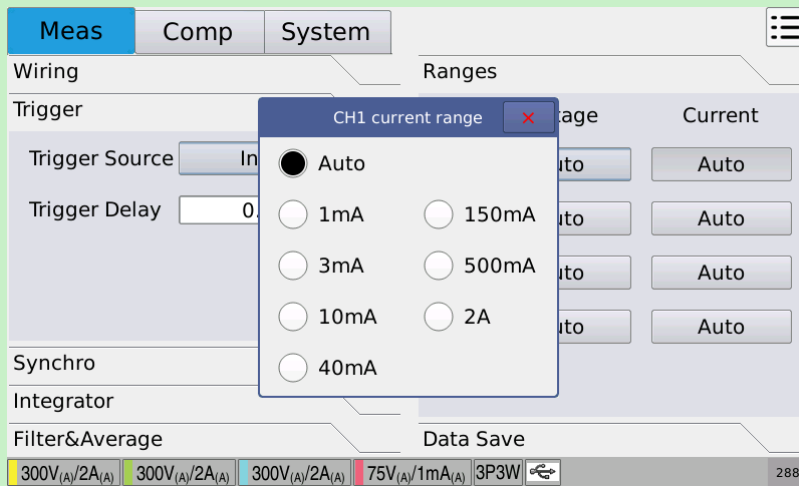 Meas Comp System
Wiring
Ranges
Trigger
CH1 current range
tage Current
Trigger Source In
Auto
uto Auto
Trigger Delay 0.
1mA 150mA
uto Auto
3mA 500mA
uto Auto
10mA 2A
uto Auto
40mA
Synchro
Integrator
Filter&Average
Data Save
300V(A)/2A(A) 300V(A)/2A(A) 300V(A)/2A(A) 75V(A)/1mA(A) 3P3W 288